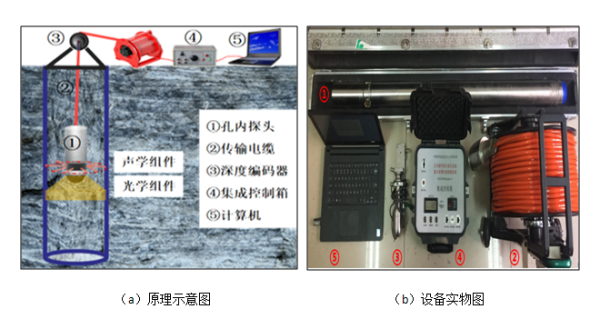 ③
④
⑤
②
①
声学组件
光学组件
①孔内探头
②传输电缆
③深度编码器
④集成控制箱
⑤计算机
①
⑤
③
④
②
（a）原理示意图
（b）设备实物图